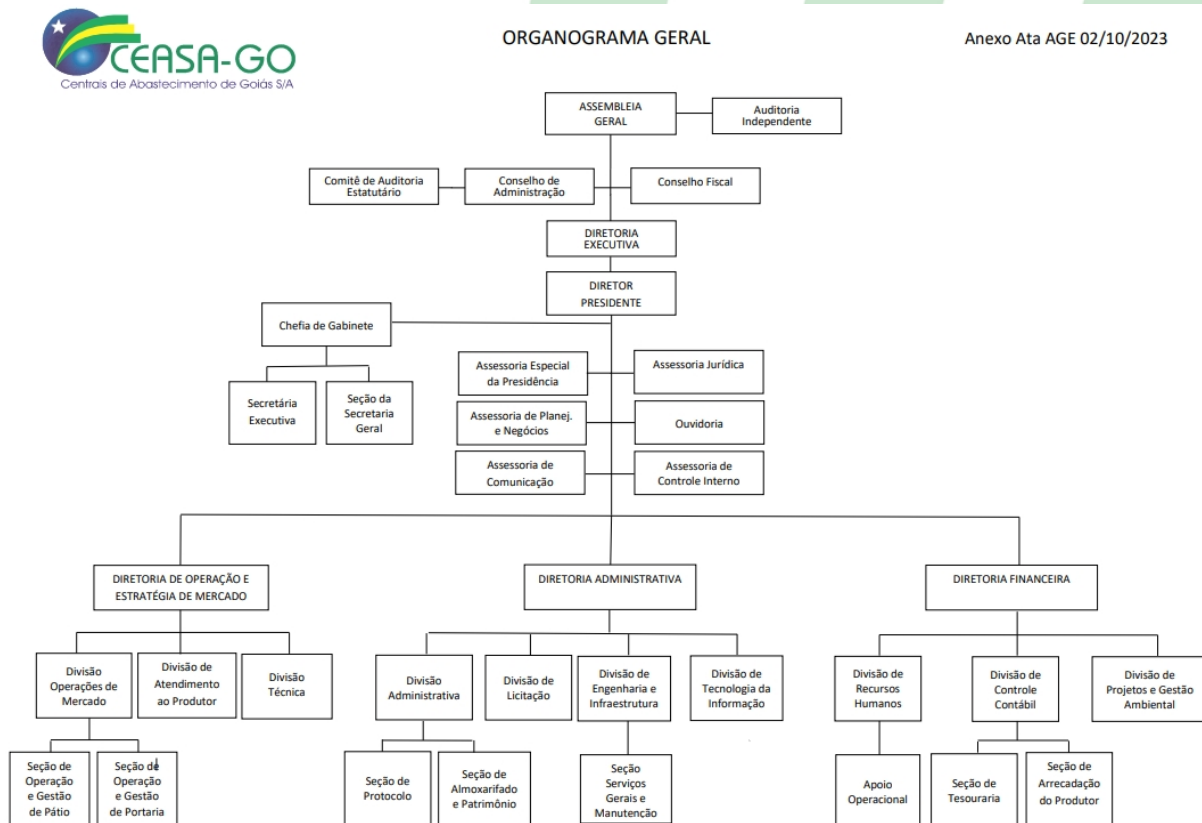 CEASA-GO
Centrais de Abastecimento de Goiás S/A
ORGANOGRAMA GERAL
Anexo Ata AGE 02/10/2023
ASSEMBLEIA
GERAL
Auditoria
Independente
Comitê de Auditoria
Estatutário
Conselho de
Administração
Conselho Fiscal
DIRETORIA
EXECUTIVA
DIRETOR
PRESIDENTE
Chefia de Gabinete
Secretária
Executiva
Seção da
Secretaria
Geral
Assessoria Especial
da Presidência
Assessoria Jurídica
Assessoria de Planej.
e Negócios
Ouvidoria
Assessoria de
Comunicação
Assessoria de
Controle Interno
DIRETORIA DE OPERAÇÃO E
ESTRATÉGIA DE MERCADO
DIRETORIA ADMINISTRATIVA
DIRETORIA FINANCEIRA
Divisão
Operações de
Mercado
Divisão de
Atendimento
ao Produtor
Divisão
Técnica
Divisão
Administrativa
Divisão de
Licitação
Divisão de
Engenharia e
Infraestrutura
Divisão de
Tecnologia da
Informação
Divisão de
Recursos
Humanos
Divisão de
Controle
Contábil
Divisão de
Projetos e Gestão
Ambiental
Seção de
Operação
e Gestão
de Pátio
Seção de
Operação
e Gestão
de Portaria
Seção de
Protocolo
Seção de
Almoxarifado
e Patrimônio
Seção
Serviços
Gerais e
Manutenção
Apoio
Operacional
Seção de
Tesouraria
Seção de
Arrecadação
do Produtor